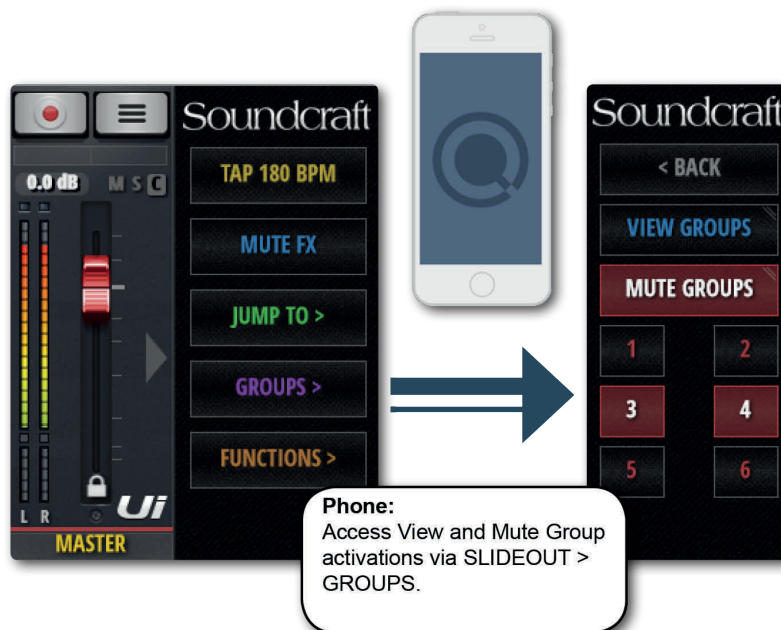 Soundcraft
0.0 dB
M S C
TAP 180 BPM
MUTE FX
JUMP TO >
GROUPS >
FUNCTIONS >
L R
Ui
MASTER
Soundcraft
< BACK
VIEW GROUPS
MUTE GROUPS
1 2
3 4
5 6
Phone:
Access View and Mute Group
activations via SLIDEOUT >
GROUPS.